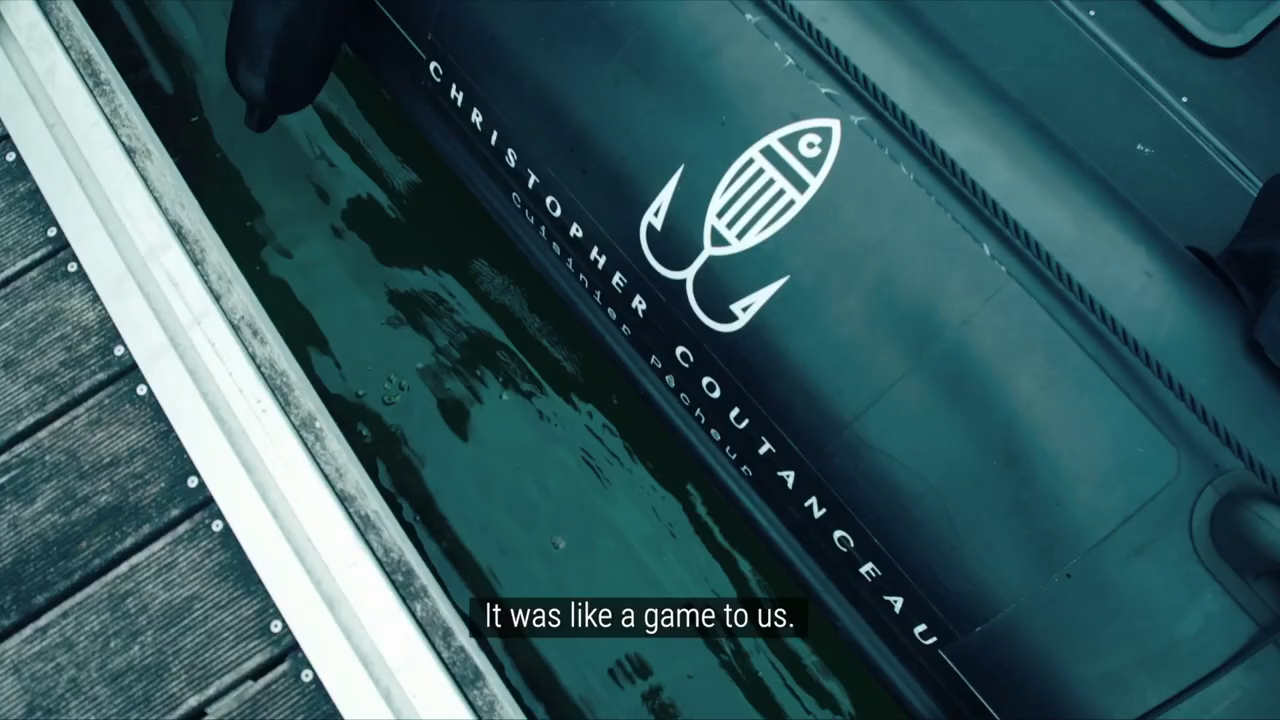 CHRISTOPHER COUTANCEAU
Cuisinier Pêcheur
It was like a game to us.